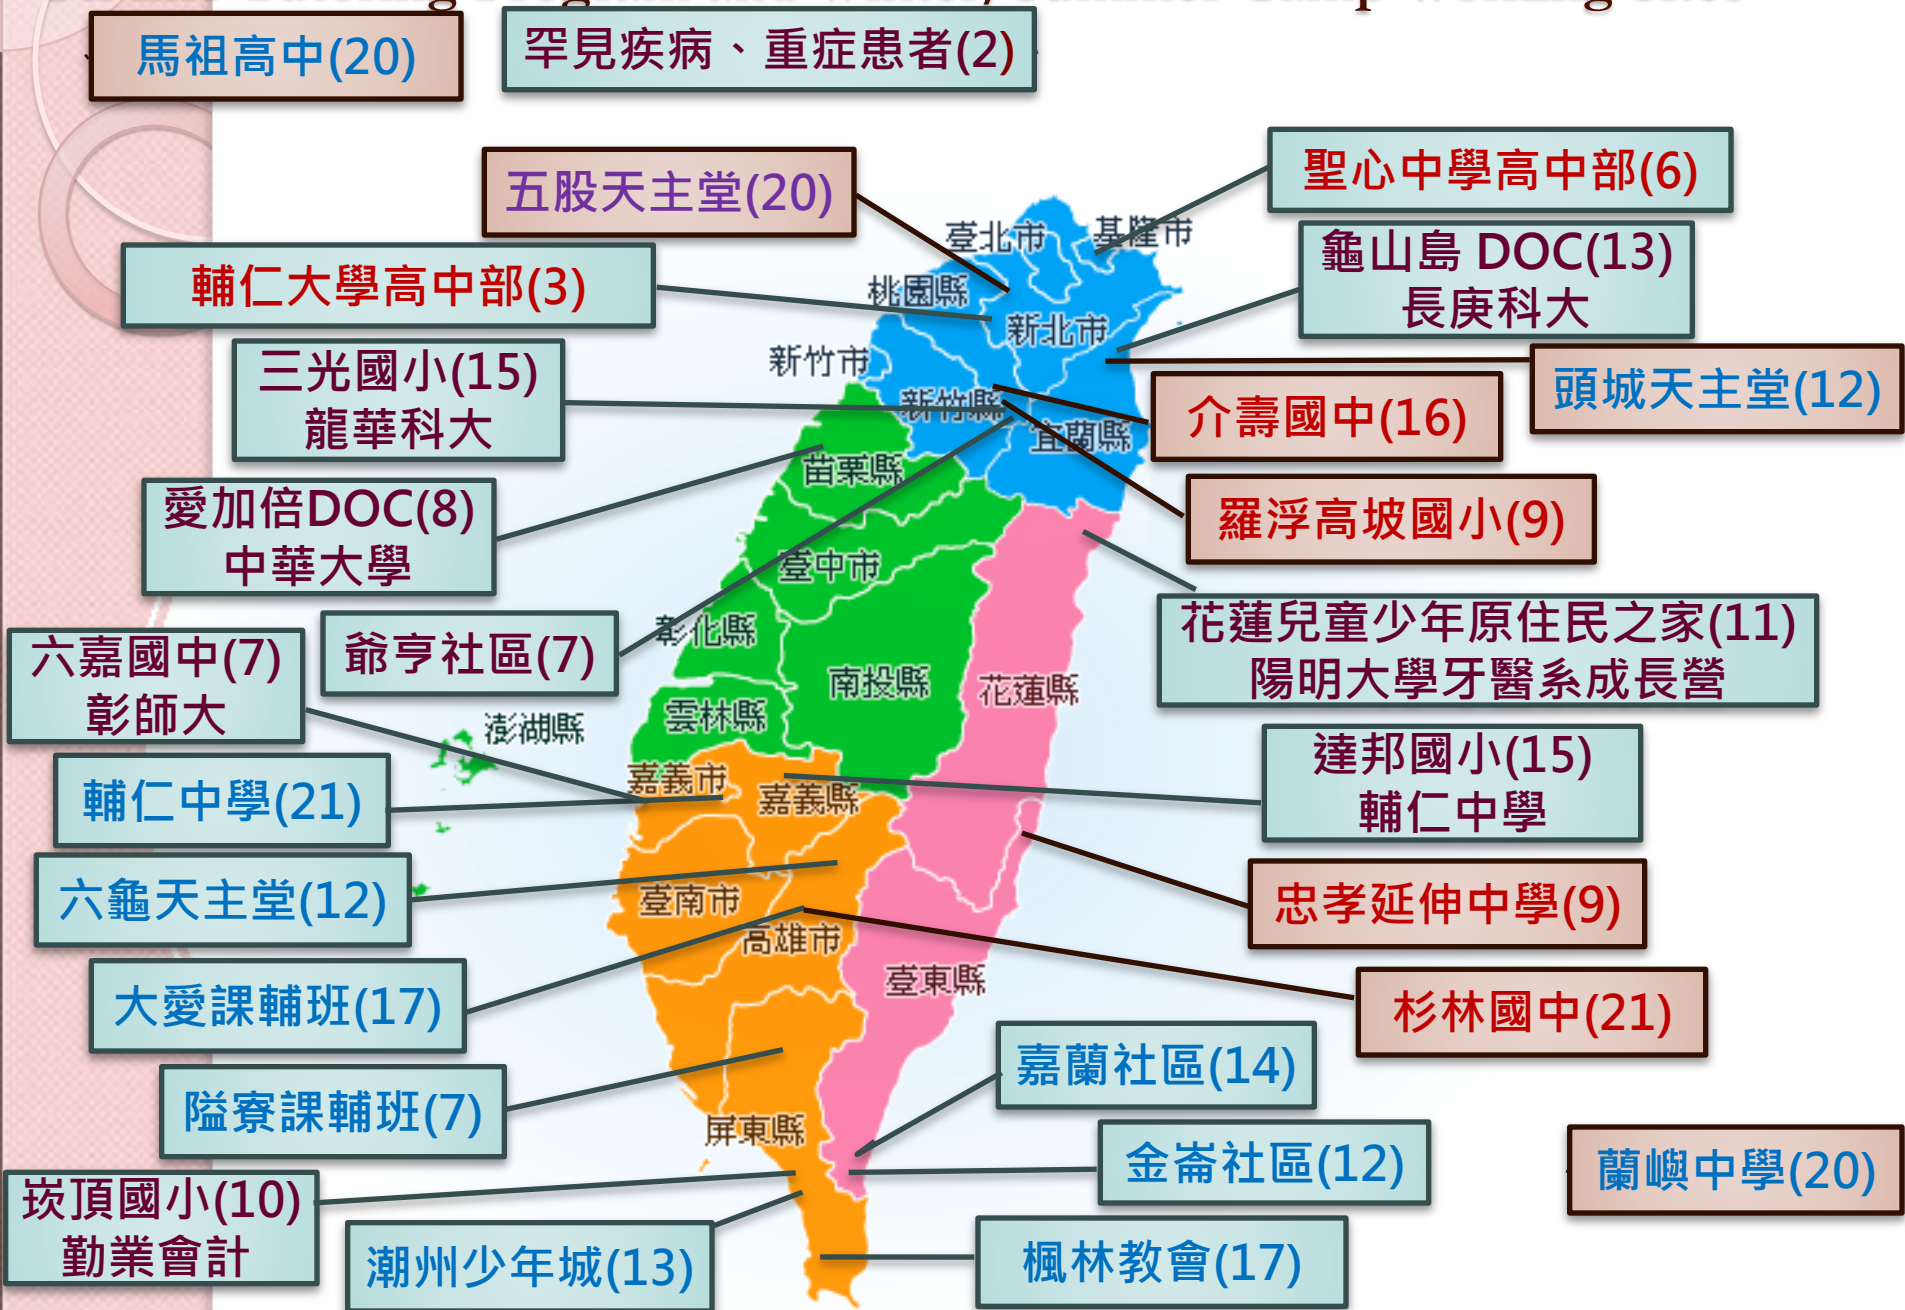 Tutoring Program and Winter/Summer Camp Working Sites
馬祖高中(20)
罕見疾病、重症患者(2)
五股天主堂(20)
聖心中學高中部(6)
輔仁大學高中部(3)
龜山島 DOC(13)
長庚科大
三光國小(15)
龍華科大
頭城天主堂(12)
介壽國中(16)
愛加倍DOC(8)
中華大學
羅浮高坡國小(9)
六嘉國中(7)
彰師大
爺亨社區(7)
花蓮兒童少年原住民之家(11)
陽明大學牙醫系成長營
輔仁中學(21)
達邦國小(15)
輔仁中學
六龜天主堂(12)
忠孝延伸中學(9)
大愛課輔班(17)
杉林國中(21)
隘寮課輔班(7)
嘉蘭社區(14)
金崙社區(12)
蘭嶼中學(20)
崁頂國小(10)
勤業會計
潮州少年城(13)
楓林教會(17)
臺北市
基隆市
桃園縣
新北市
新竹市
新竹縣
宜蘭縣
苗栗縣
臺中市
彰化縣
南投縣
花蓮縣
雲林縣
澎湖縣
嘉義市
嘉義縣
臺南市
高雄市
臺東縣
屏東縣